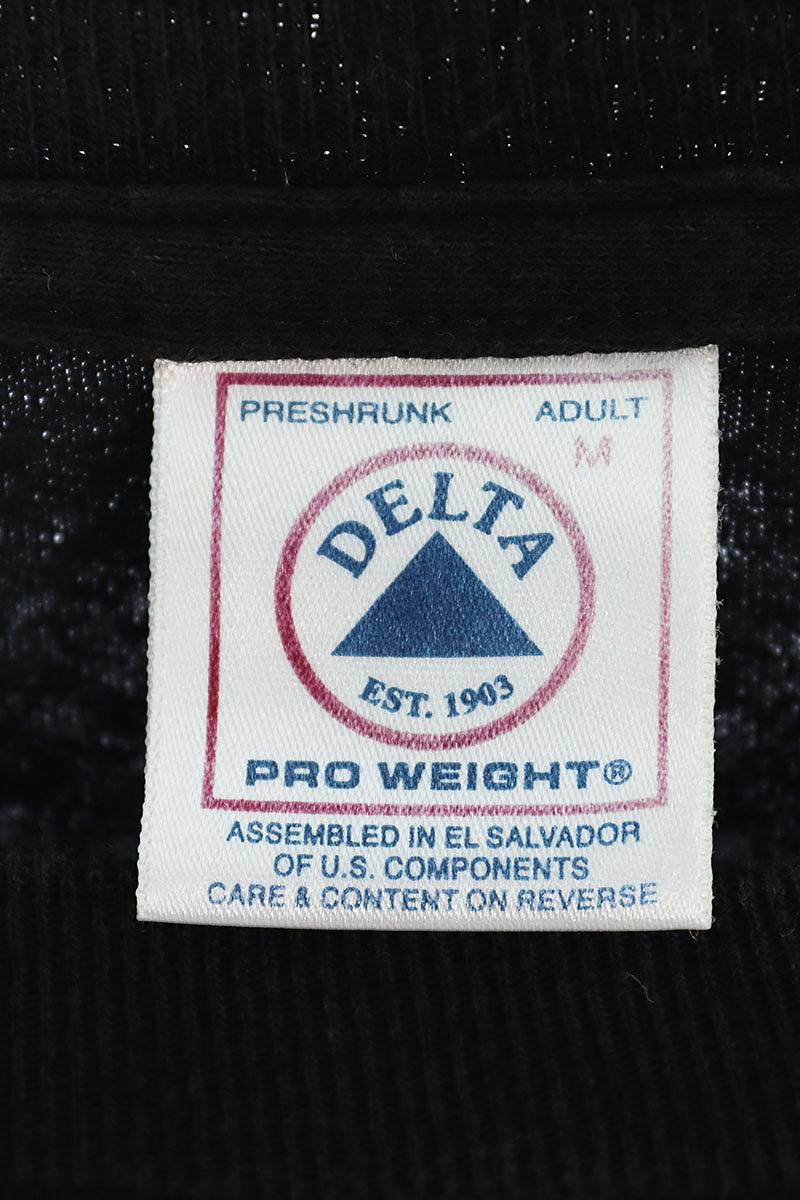 PRESHRUNK ADULT
M
DELTA
EST. 1903
PRO WEIGHT®
ASSEMBLED IN EL SALVADOR
OF U.S. COMPONENTS
CARE & CONTENT ON REVERSE